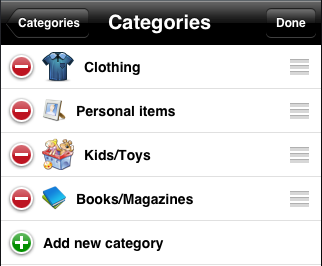 Categories
Categories
Done
Clothing
Personal items
Kids/Toys
Books/Magazines
Add new category